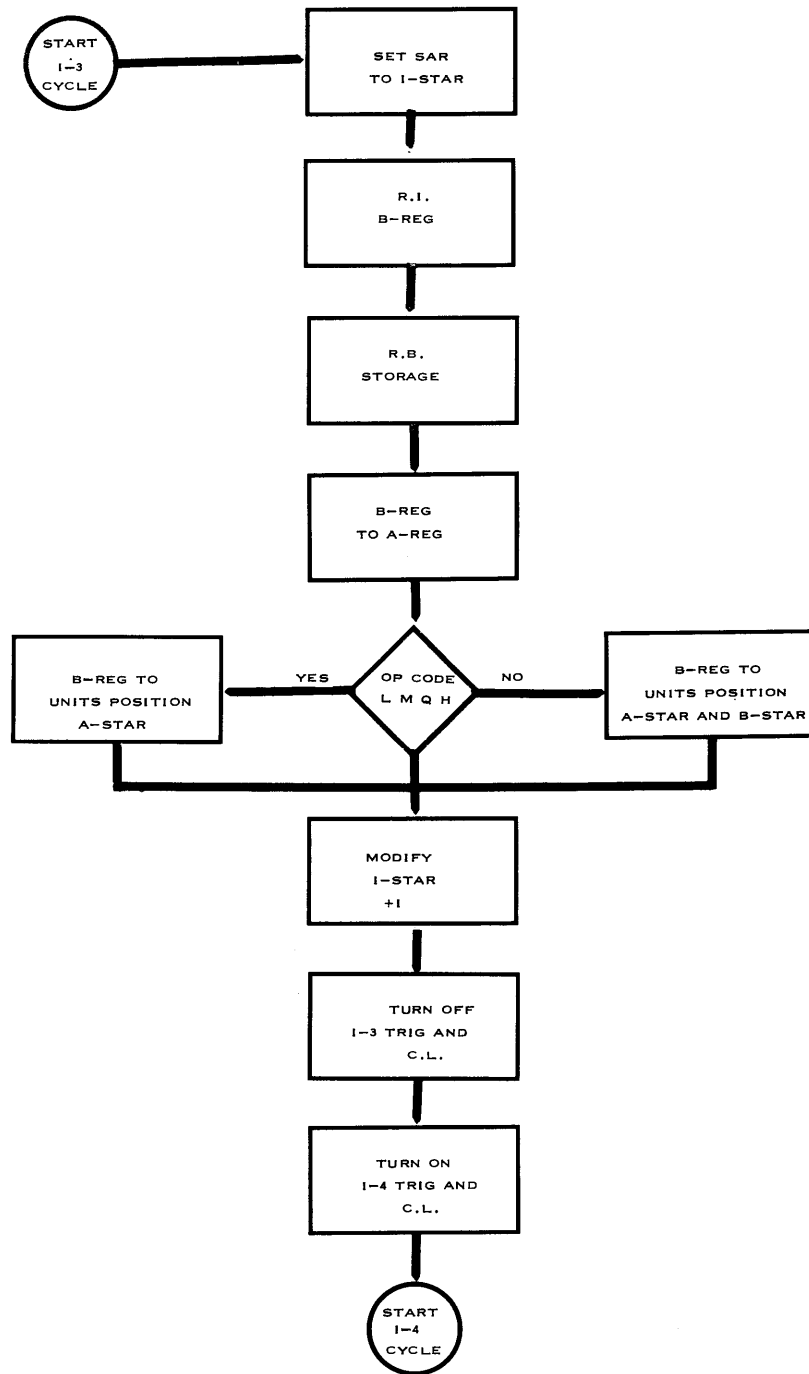 START
I-3
CYCLE
SET SAR
TO I-STAR
R.I.
B-REG
R.B.
STORAGE
B-REG
TO A-REG
OP CODE
L M Q H
YES
NO
B-REG TO
UNITS POSITION
A-STAR
B-REG TO
UNITS POSITION
A-STAR AND B-STAR
MODIFY
I-STAR
+I
TURN OFF
I-3 TRIG AND
C.L.
TURN ON
I-4 TRIG AND
C.L.
START
I-4
CYCLE